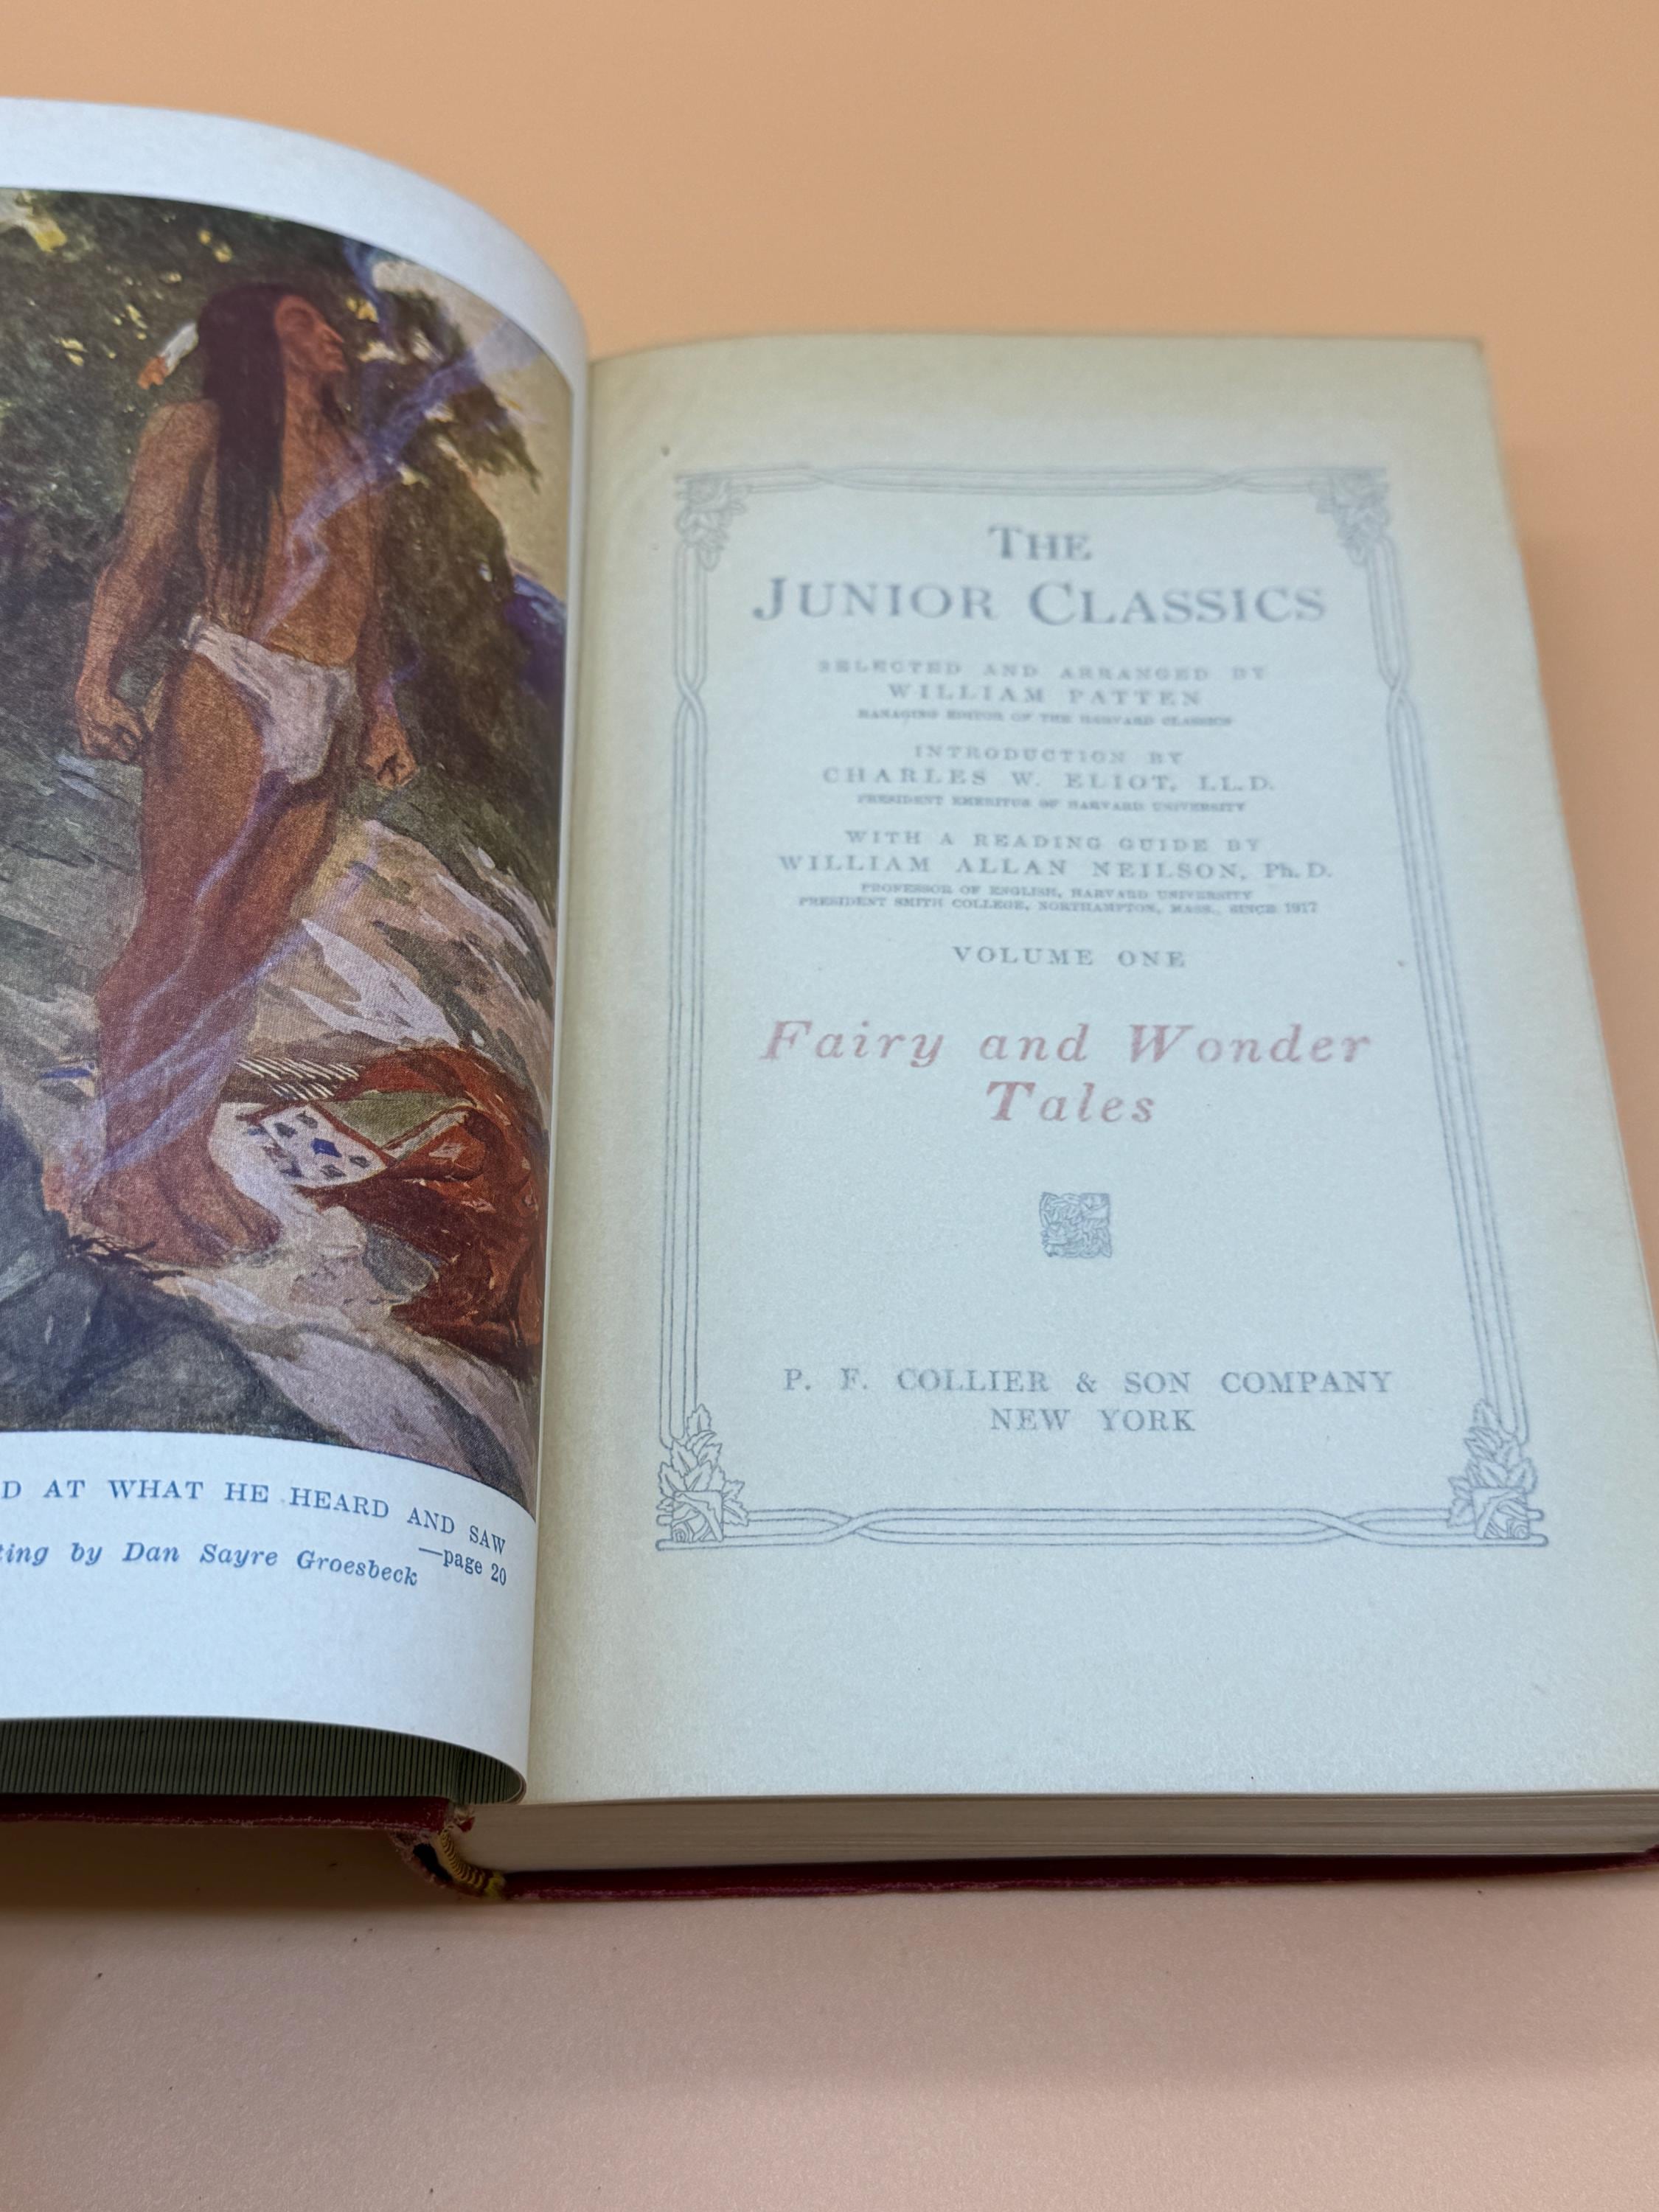 D AT WHAT HE HEARD AND SAW
—page 20
ting by Dan Sayre Groesbeck
THE
JUNIOR CLASSICS
SELECTED AND ARRANGED BY
WILLIAM PATTEN
MANAGING EDITOR OF THE HARVARD CLASSICS
INTRODUCTION BY
CHARLES W. ELIOT, LL.D.
PRESIDENT EMERITUS OF HARVARD UNIVERSITY
WITH A READING GUIDE BY
WILLIAM ALLAN NEILSON, Ph.D.
PROFESSOR OF ENGLISH, HARVARD UNIVERSITY
PRESIDENT SMITH COLLEGE, NORTHAMPTON, MASS., SINCE 1917
VOLUME ONE
Fairy and Wonder
Tales
P. F. COLLIER & SON COMPANY
NEW YORK